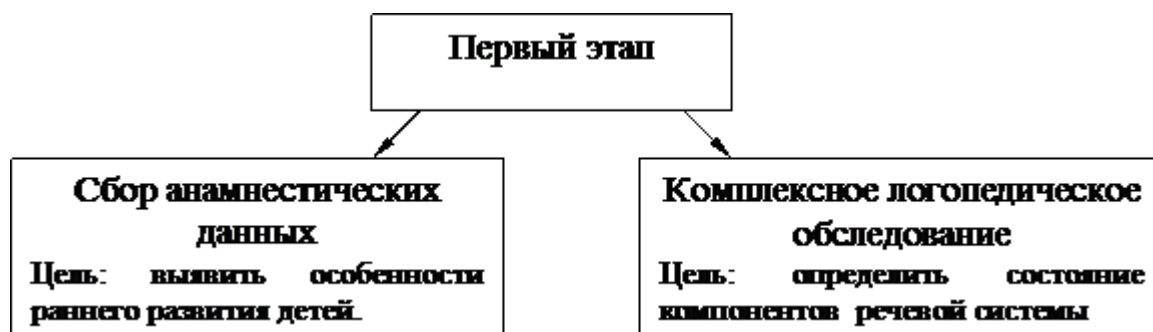 Первый этап
Сбор анамнестических
данных
Цель: выявить особенности
раннего развития детей.
Комплексное логопедическое
обследование
Цель: определить состояние
компонентов речевой системы